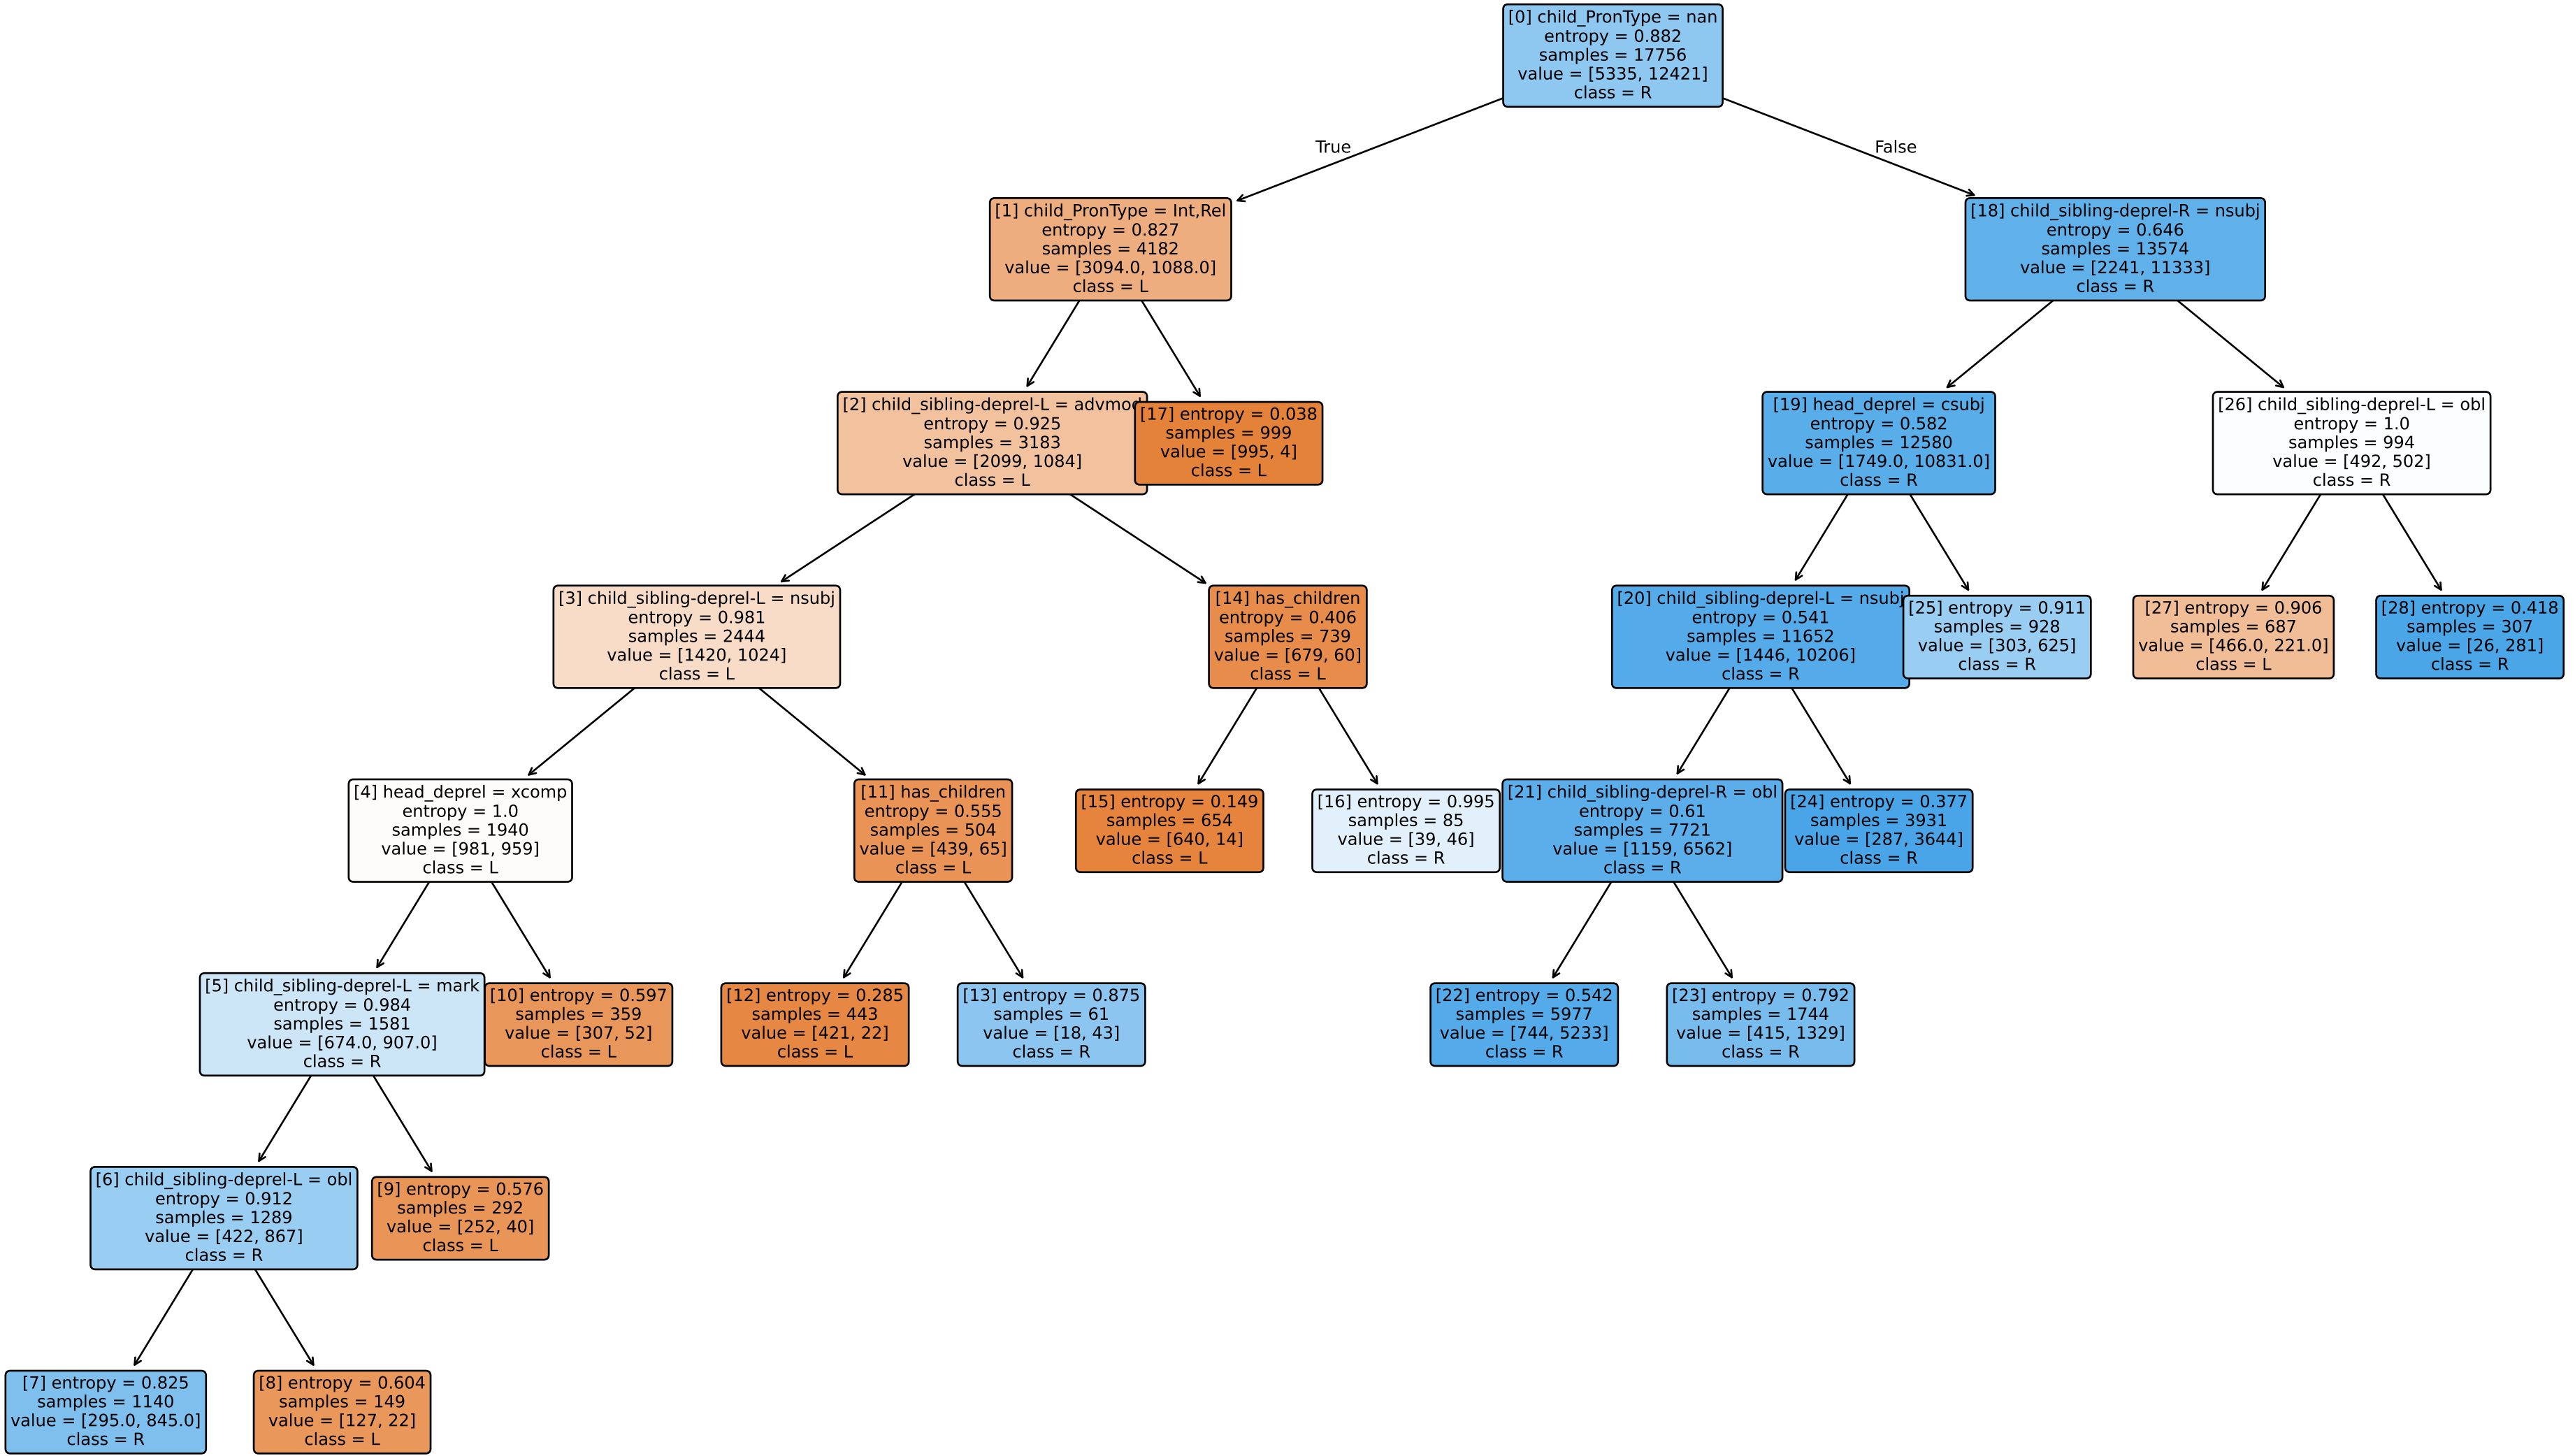 [0] child_PronType = nan
entropy = 0.882
samples = 17756
value = [5335, 12421]
class = R
True
False
[1] child_PronType = Int,Rel
entropy = 0.827
samples = 4182
value = [3094.0, 1088.0]
class = L
[18] child_sibling-deprel-R = nsubj
entropy = 0.646
samples = 13574
value = [2241, 11333]
class = R
[2] child_sibling-deprel-L = advmod
entropy = 0.925
samples = 3183
value = [2099, 1084]
class = L
[17] entropy = 0.038
samples = 999
value = [995, 4]
class = L
[19] head_deprel = csubj
entropy = 0.582
samples = 12580
value = [1749.0, 10831.0]
class = R
[26] child_sibling-deprel-L = obl
entropy = 1.0
samples = 994
value = [492, 502]
class = R
[3] child_sibling-deprel-L = nsubj
entropy = 0.981
samples = 2444
value = [1420, 1024]
class = L
[14] has_children
entropy = 0.406
samples = 739
value = [679, 60]
class = L
[20] child_sibling-deprel-L = nsubj
entropy = 0.541
samples = 11652
value = [1446, 10206]
class = R
[25] entropy = 0.911
samples = 928
value = [303, 625]
class = R
[27] entropy = 0.906
samples = 687
value = [466.0, 221.0]
class = L
[28] entropy = 0.418
samples = 307
value = [26, 281]
class = R
[4] head_deprel = xcomp
entropy = 1.0
samples = 1940
value = [981, 959]
class = L
[11] has_children
entropy = 0.555
samples = 504
value = [439, 65]
class = L
[15] entropy = 0.149
samples = 654
value = [640, 14]
class = L
[16] entropy = 0.995
samples = 85
value = [39, 46]
class = R
[21] child_sibling-deprel-R = obl
entropy = 0.61
samples = 7721
value = [1159, 6562]
class = R
[24] entropy = 0.377
samples = 3931
value = [287, 3644]
class = R
[5] child_sibling-deprel-L = mark
entropy = 0.984
samples = 1581
value = [674.0, 907.0]
class = R
[10] entropy = 0.597
samples = 359
value = [307, 52]
class = L
[12] entropy = 0.285
samples = 443
value = [421, 22]
class = L
[13] entropy = 0.875
samples = 61
value = [18, 43]
class = R
[22] entropy = 0.542
samples = 5977
value = [744, 5233]
class = R
[23] entropy = 0.792
samples = 1744
value = [415, 1329]
class = R
[6] child_sibling-deprel-L = obl
entropy = 0.912
samples = 1289
value = [422, 867]
class = R
[9] entropy = 0.576
samples = 292
value = [252, 40]
class = L
[7] entropy = 0.825
samples = 1140
value = [295.0, 845.0]
class = R
[8] entropy = 0.604
samples = 149
value = [127, 22]
class = L